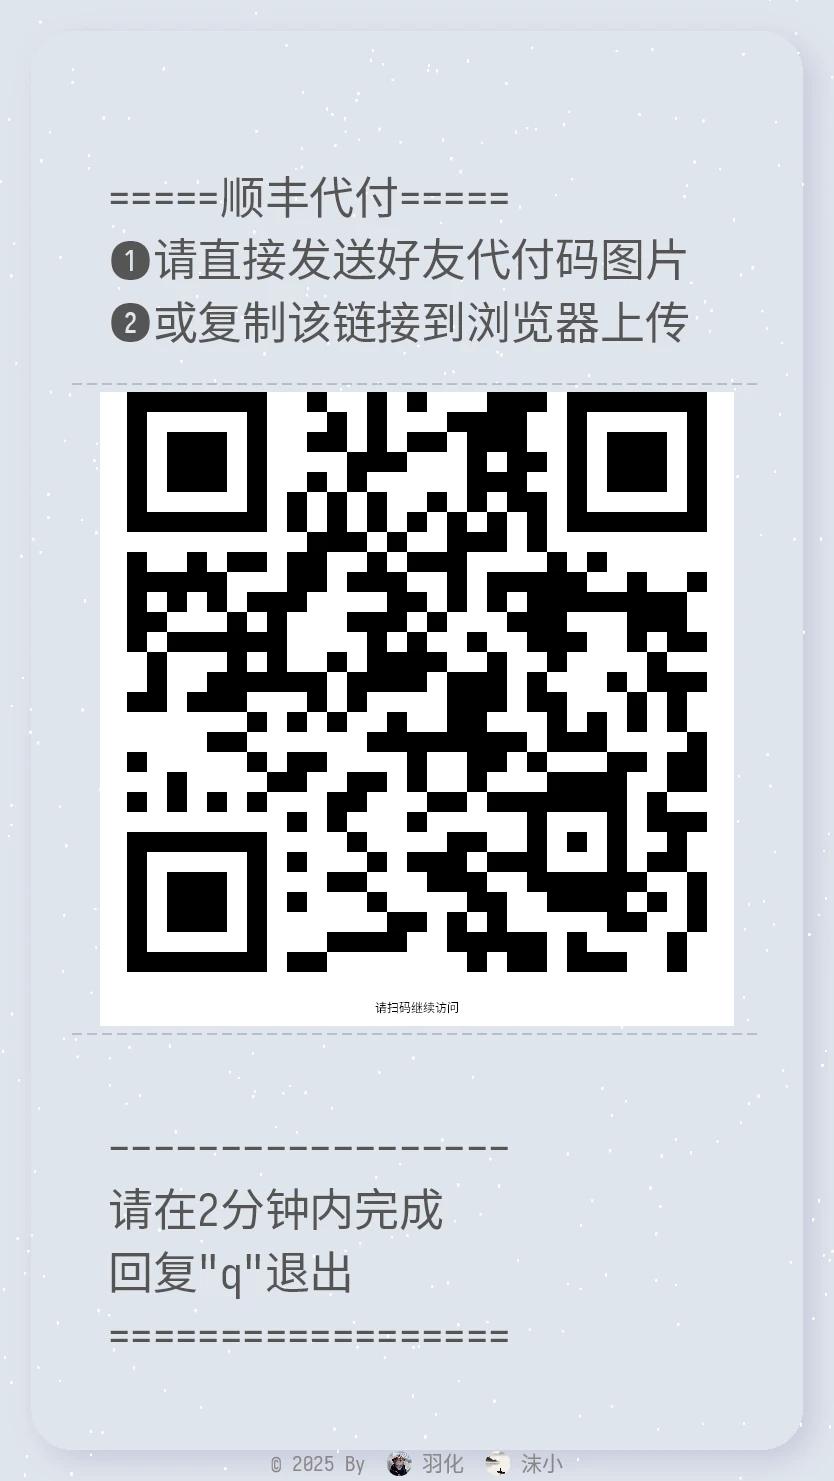 =====顺丰代付=====
❶请直接发送好友代付码图片
❷或复制该链接到浏览器上传
请扫码继续访问
------------------
请在2分钟内完成
回复"q"退出
==================
© 2025 By 羽化 沫小